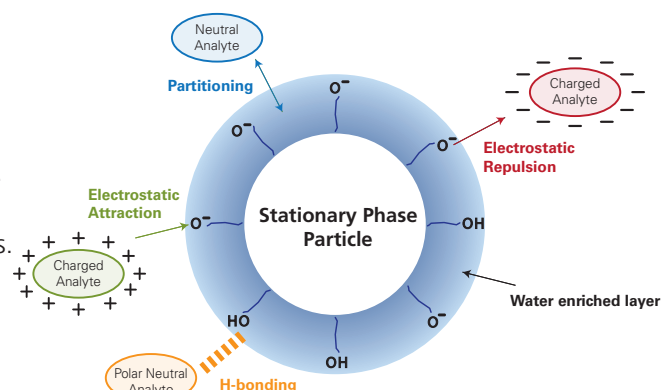 Neutral
Analyte
Partitioning
O−
− − − − − − − − − −
Charged
Analyte
O−
O−
Electrostatic
Repulsion
Electrostatic
Attraction
O−
Stationary Phase
Particle
OH
s.
+ + + + + + + + + + + +
Charged
Analyte
Water enriched layer
HO
O−
OH
Polar Neutral
Analyte
H-bonding